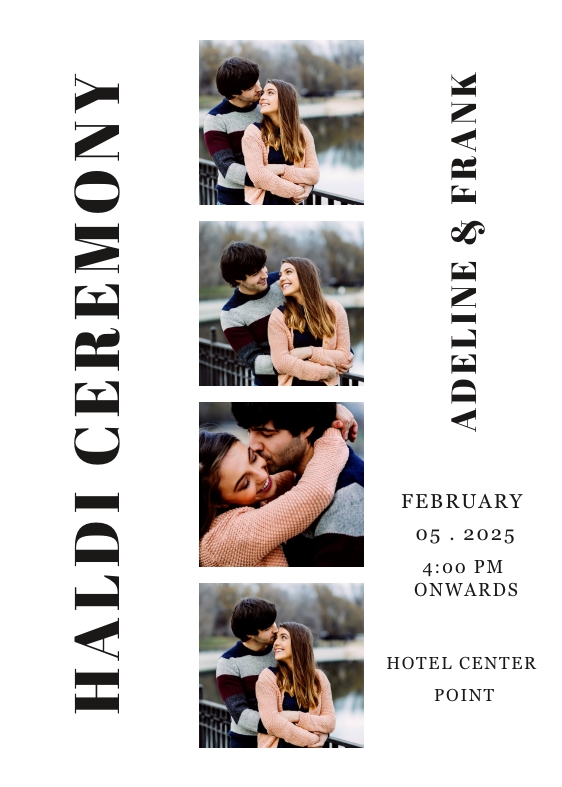 HALDI CEREMONY
ADELINE & FRANK
FEBRUARY
05 . 2025
4:00 PM
ONWARDS
HOTEL CENTER
POINT